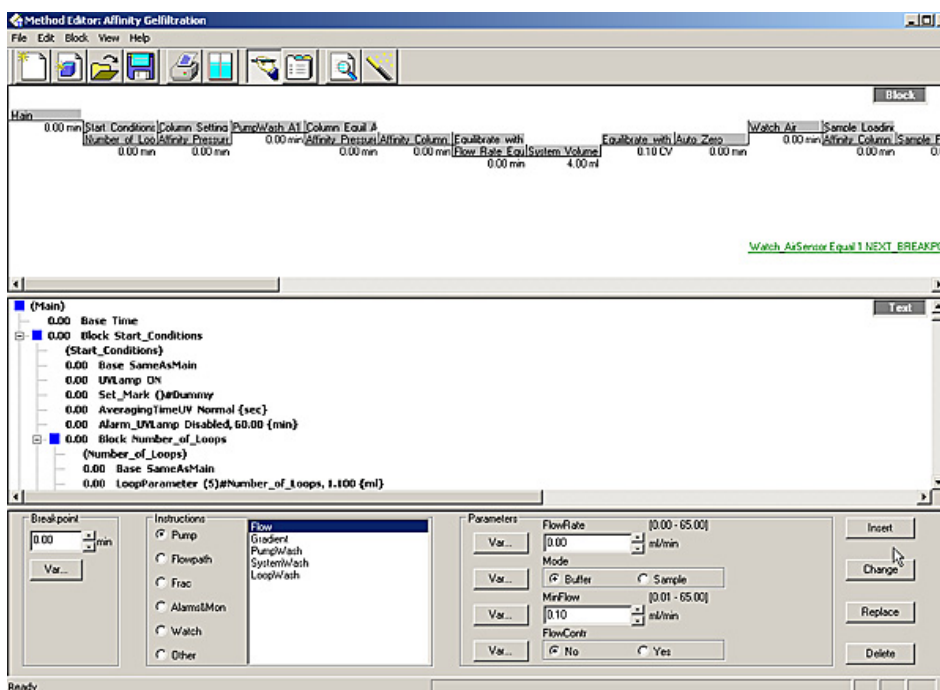 Method Editor: Affinity Gelfiltration
File Edit Block View Help
Block
Main
0.00 min Start Conditions Column Setting PumpWash A1 Column Equil A Watch Air Sample Loading
Number of Loo Affinity Pressur 0.00 min Affinity Pressur Affinity Column Equilibrate with Equilibrate with Auto Zero 0.00 min Affinity Column Sample F
0.00 min 0.00 min 0.00 min 0.00 min Flow Rate Equ System Volume 0.10 CV 0.00 min 0.00 min 0.
0.00 min 4.00 ml
Watch_AirSensor Equal 1 NEXT_BREAKPO
Text
(Main)
0.00 Base Time
0.00 Block Start_Conditions
(Start_Conditions)
0.00 Base SameAsMain
0.00 UVLamp ON
0.00 Set_Mark ()#Dummy
0.00 AveragingTimeUV Normal {sec}
0.00 Alarm_UVLamp Disabled, 60.00 {min}
0.00 Block Number_of_Loops
(Number_of_Loops)
0.00 Base SameAsMain
0.00 LoopParameter (5)#Number_of_Loops, 1.100 {ml}
Breakpoint
0.00 min
Var...
Instructions
Pump
Flowpath
Frac
Alarms&Mon
Watch
Other
Flow
Gradient
PumpWash
SystemWash
LoopWash
Parameters
FlowRate [0.00 - 65.00]
Var... 0.00 ml/min
Mode
Var... Buffer Sample
MinFlow [0.01 - 65.00]
Var... 0.10 ml/min
FlowContr
Var... No Yes
Insert
Change
Replace
Delete
Ready